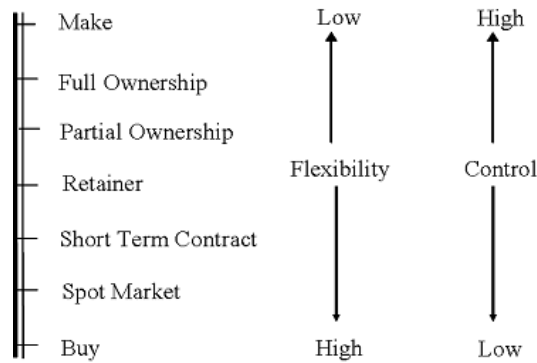 Make Low High
Full Ownership
Partial Ownership
Flexibility Control
Retainer
Short Term Contract
Spot Market
Buy High Low